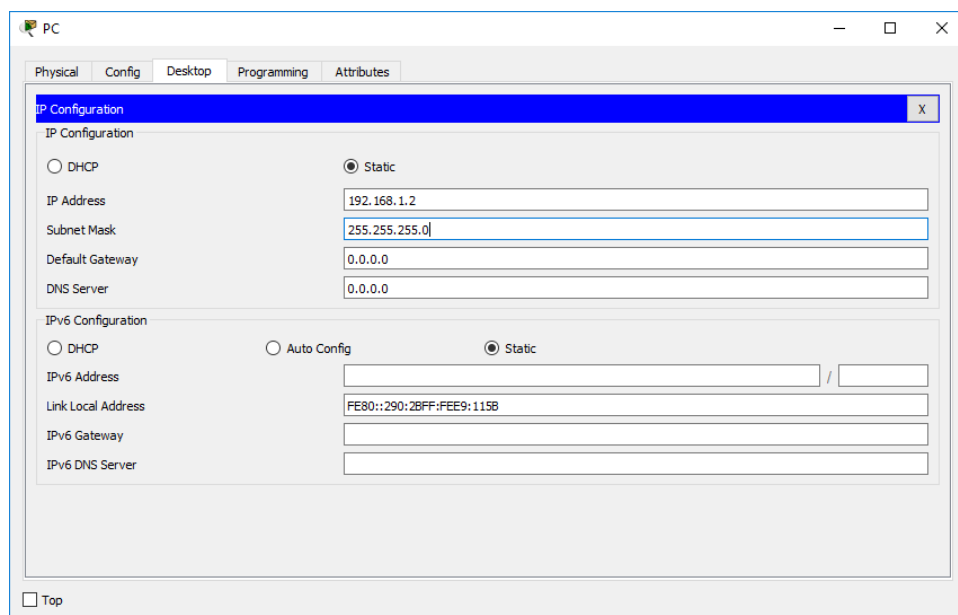 PC
Physical Config Desktop Programming Attributes
IP Configuration X
IP Configuration
DHCP Static
IP Address 192.168.1.2
Subnet Mask 255.255.255.0
Default Gateway 0.0.0.0
DNS Server 0.0.0.0
IPv6 Configuration
DHCP Auto Config Static
IPv6 Address /
Link Local Address FE80::290:2BFF:FEE9:115B
IPv6 Gateway
IPv6 DNS Server
Top